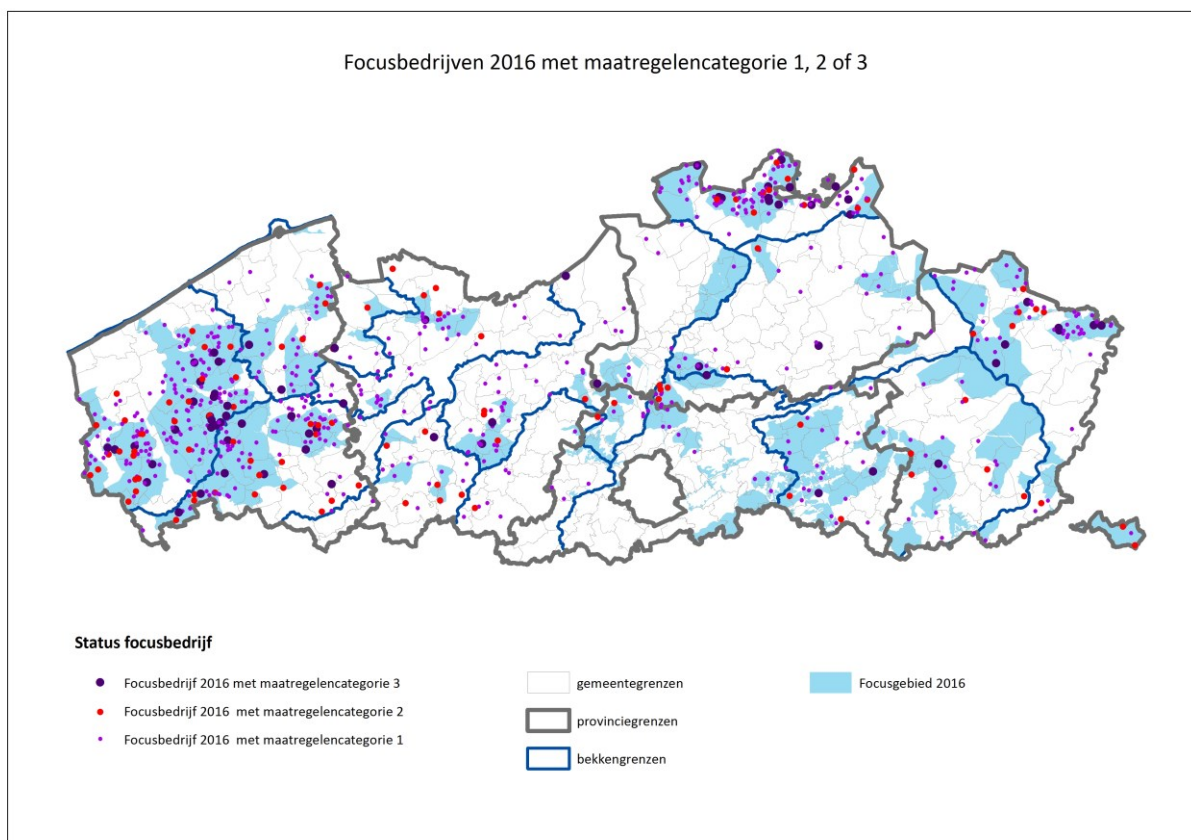 Focusbedrijven 2016 met maatregelencategorie 1, 2 of 3
Status focusbedrijf
Focusbedrijf 2016 met maatregelencategorie 3
Focusbedrijf 2016 met maatregelencategorie 2
Focusbedrijf 2016 met maatregelencategorie 1
gemeentegrenzen
provinciegrenzen
bekkengrenzen
Focusgebied 2016